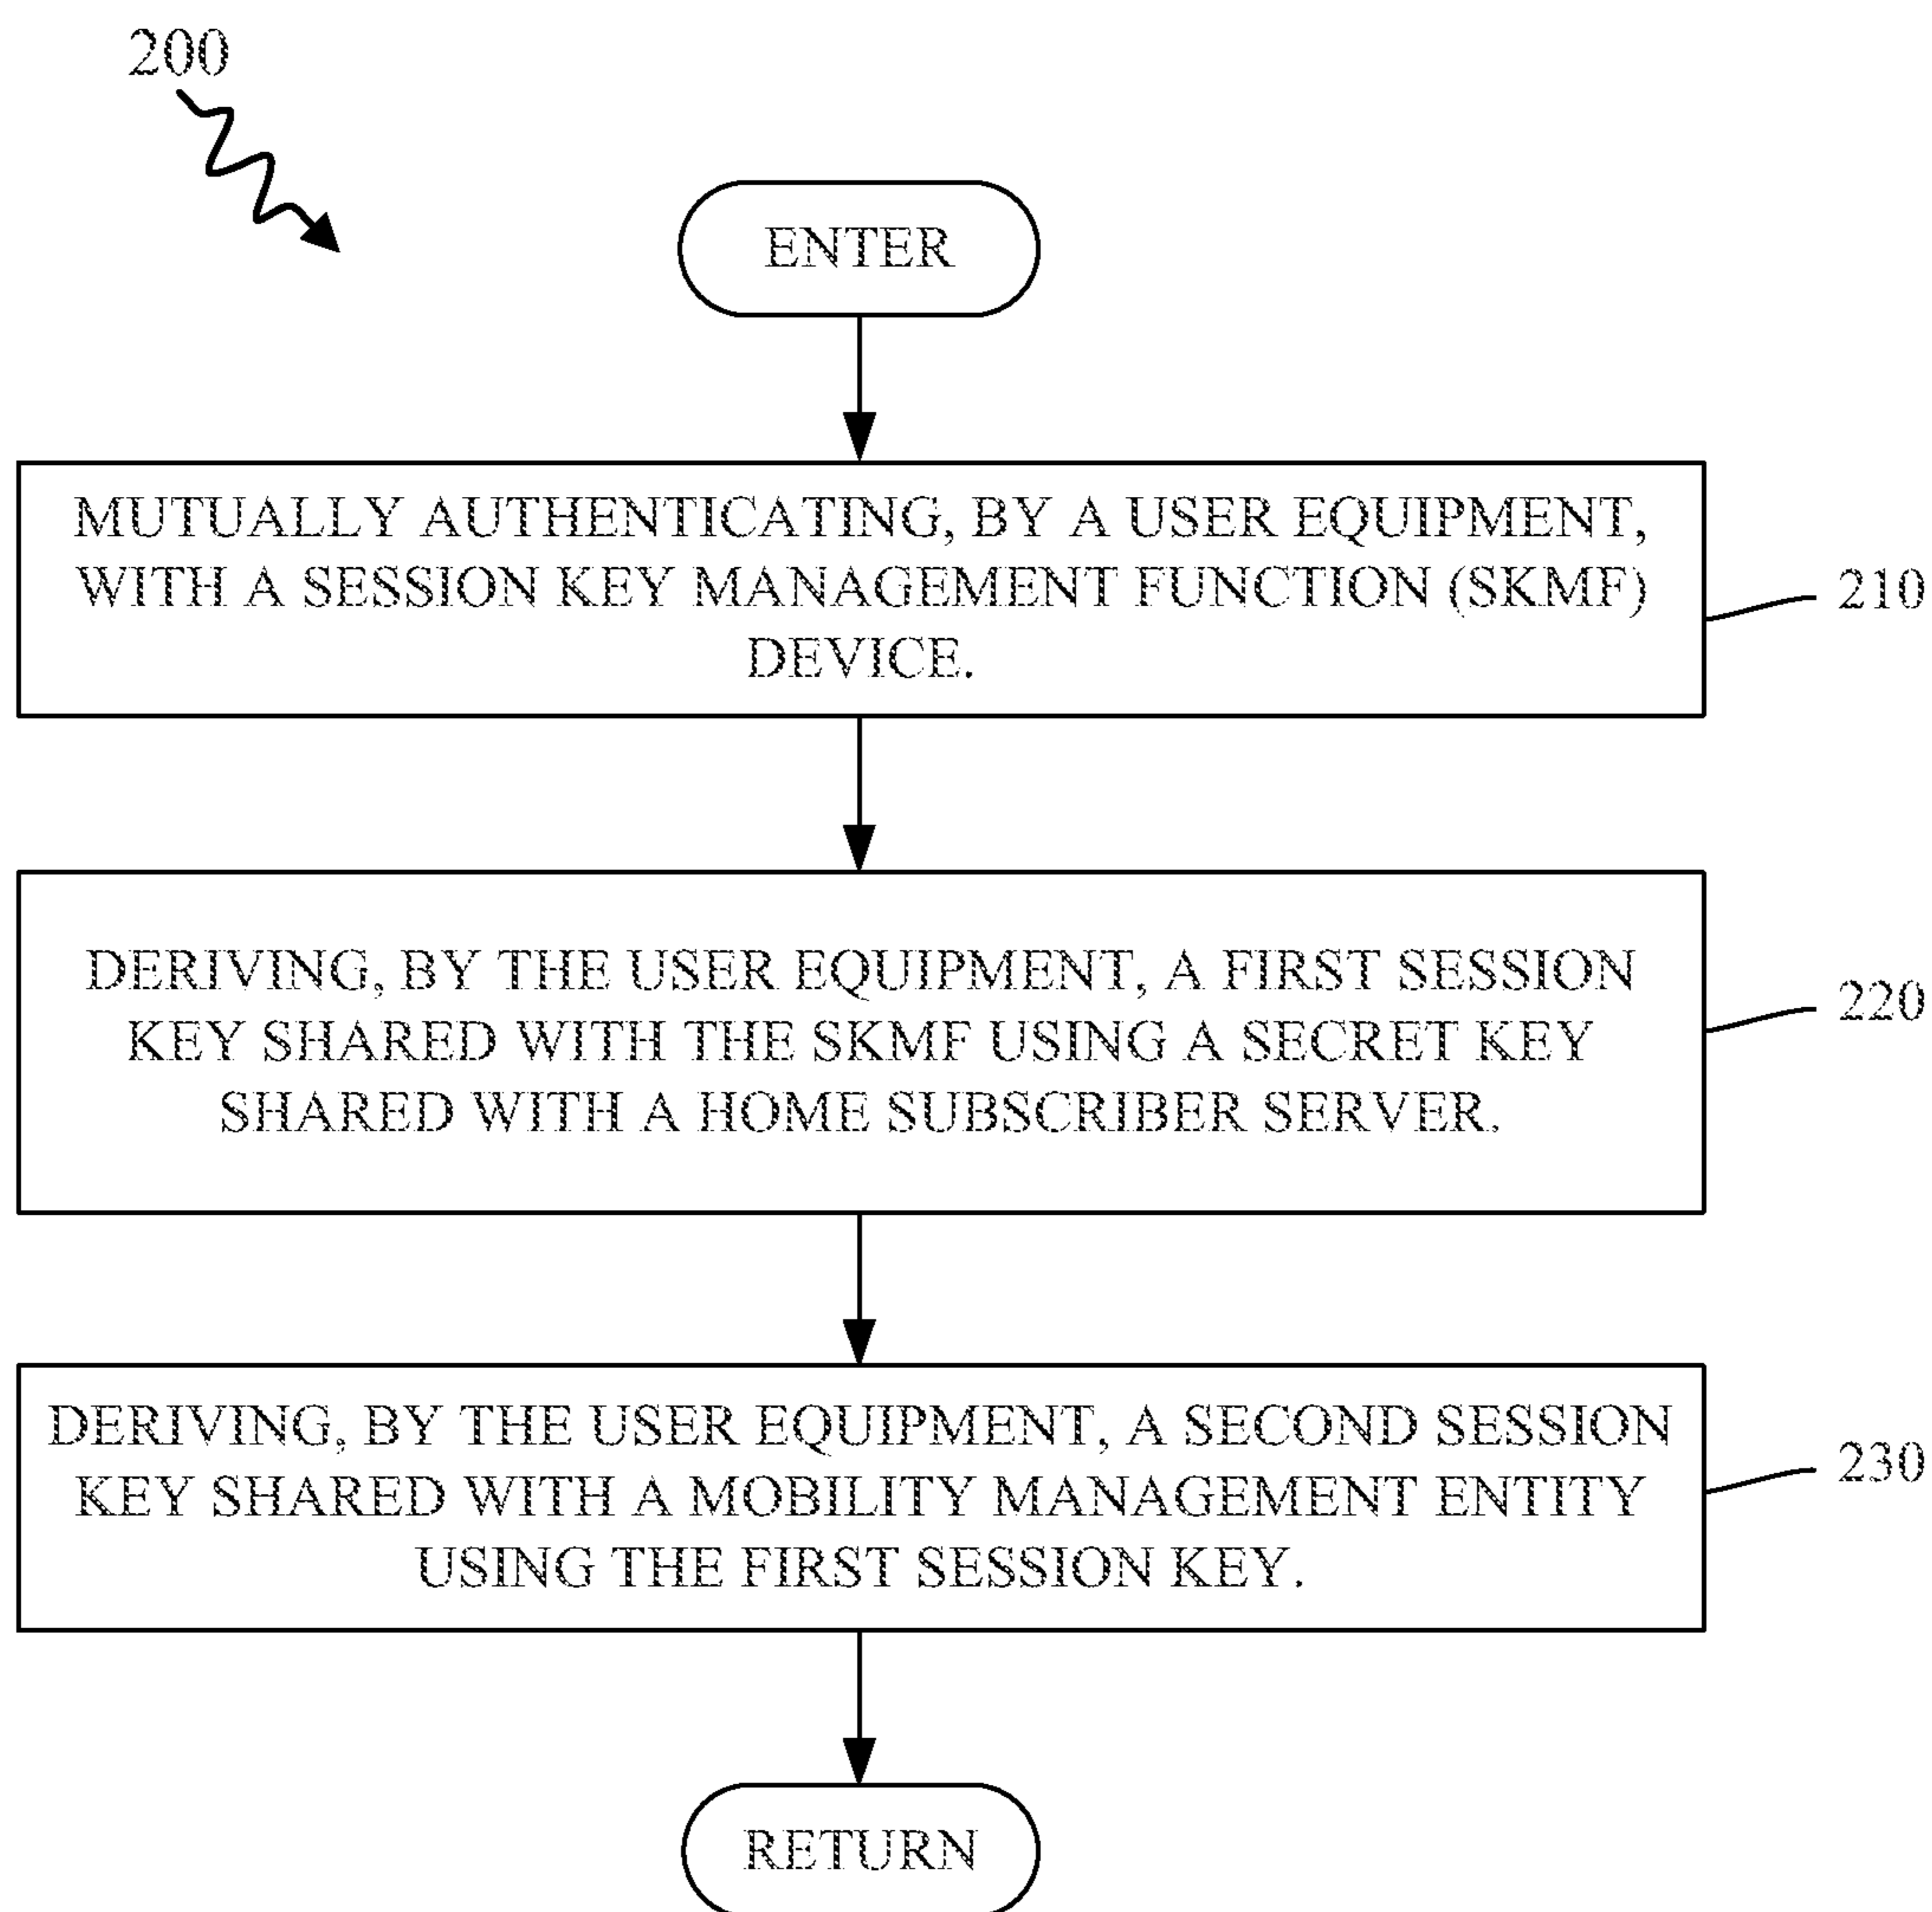 200
ENTER
MUTUALLY AUTHENTICATING, BY A USER EQUIPMENT,
WITH A SESSION KEY MANAGEMENT FUNCTION (SKMF)
DEVICE.
210
DERIVING, BY THE USER EQUIPMENT, A FIRST SESSION
KEY SHARED WITH THE SKMF USING A SECRET KEY
SHARED WITH A HOME SUBSCRIBER SERVER.
220
DERIVING, BY THE USER EQUIPMENT, A SECOND SESSION
KEY SHARED WITH A MOBILITY MANAGEMENT ENTITY
USING THE FIRST SESSION KEY.
230
RETURN